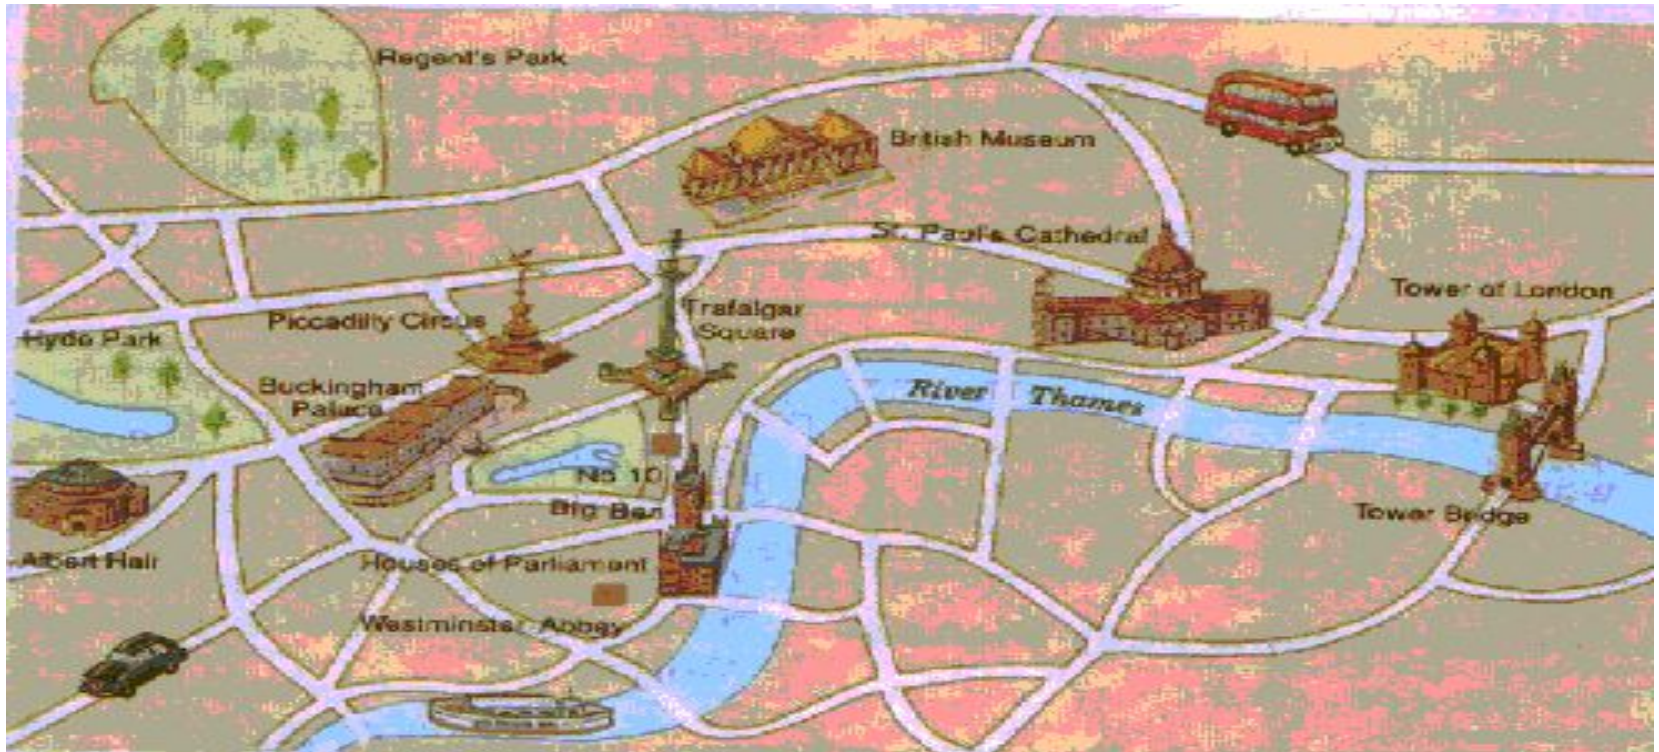 Regent's Park
British Museum
St. Paul's Cathedral
Tower of London
Trafalgar
Square
Piccadilly Circus
Hyde Park
Buckingham
Palace
River Thames
No 10
Big Ben
Tower Bridge
Albert Hall
Houses of Parliament
Westminster Abbey